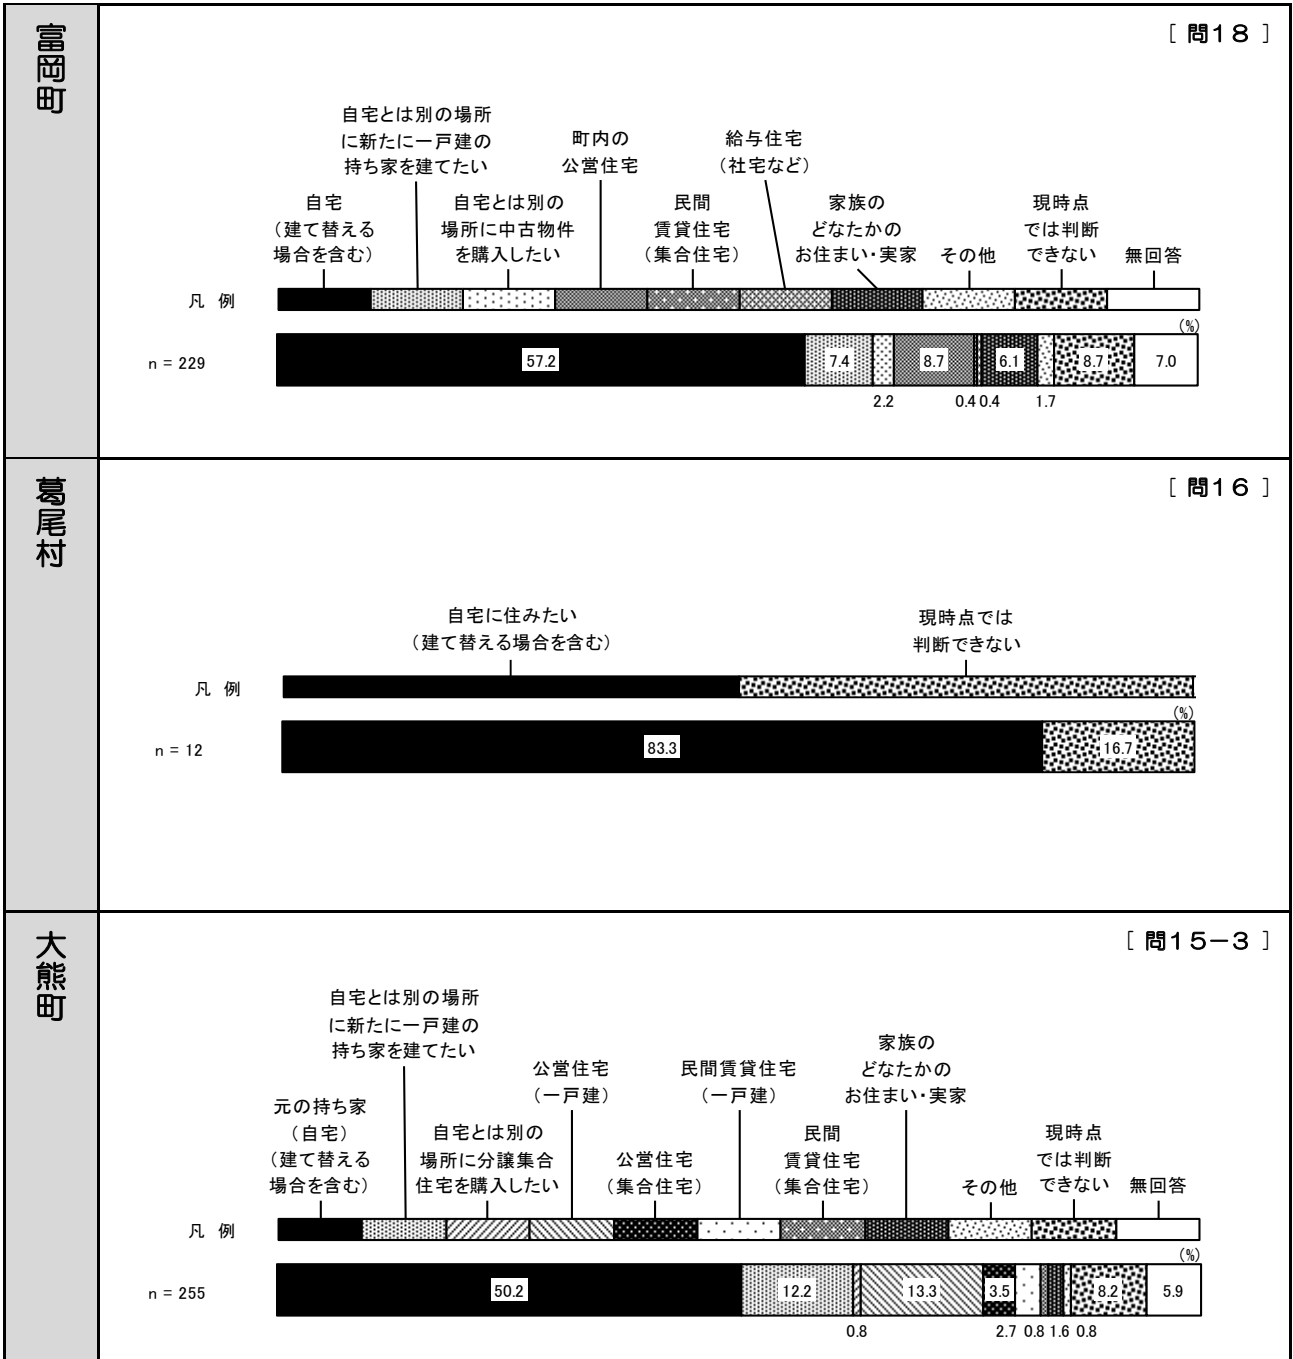 富岡町
［ 問18 ］
自宅とは別の場所
に新たに一戸建の
持ち家を建てたい
町内の
公営住宅
給与住宅
（社宅など）
自宅
（建て替える
場合を含む）
自宅とは別の
場所に中古物件
を購入したい
民間
賃貸住宅
（集合住宅）
家族の
どなたかの
お住まい・実家
その他
現時点
では判断
できない
無回答
凡 例
(%)
n = 229
57.2
7.4
8.7
6.1
8.7
7.0
2.2
0.4
0.4
1.7
葛尾村
［ 問16 ］
自宅に住みたい
（建て替える場合を含む）
現時点では
判断できない
凡 例
(%)
n = 12
83.3
16.7
大熊町
［ 問15－3 ］
自宅とは別の場所
に新たに一戸建の
持ち家を建てたい
公営住宅
（一戸建）
民間賃貸住宅
（一戸建）
家族の
どなたかの
お住まい・実家
元の持ち家
（自宅）
（建て替える
場合を含む）
自宅とは別の
場所に分譲集合
住宅を購入したい
公営住宅
（集合住宅）
民間
賃貸住宅
（集合住宅）
その他
現時点
では判断
できない
無回答
凡 例
(%)
n = 255
50.2
12.2
13.3
3.5
8.2
5.9
0.8
2.7
0.8
1.6
0.8